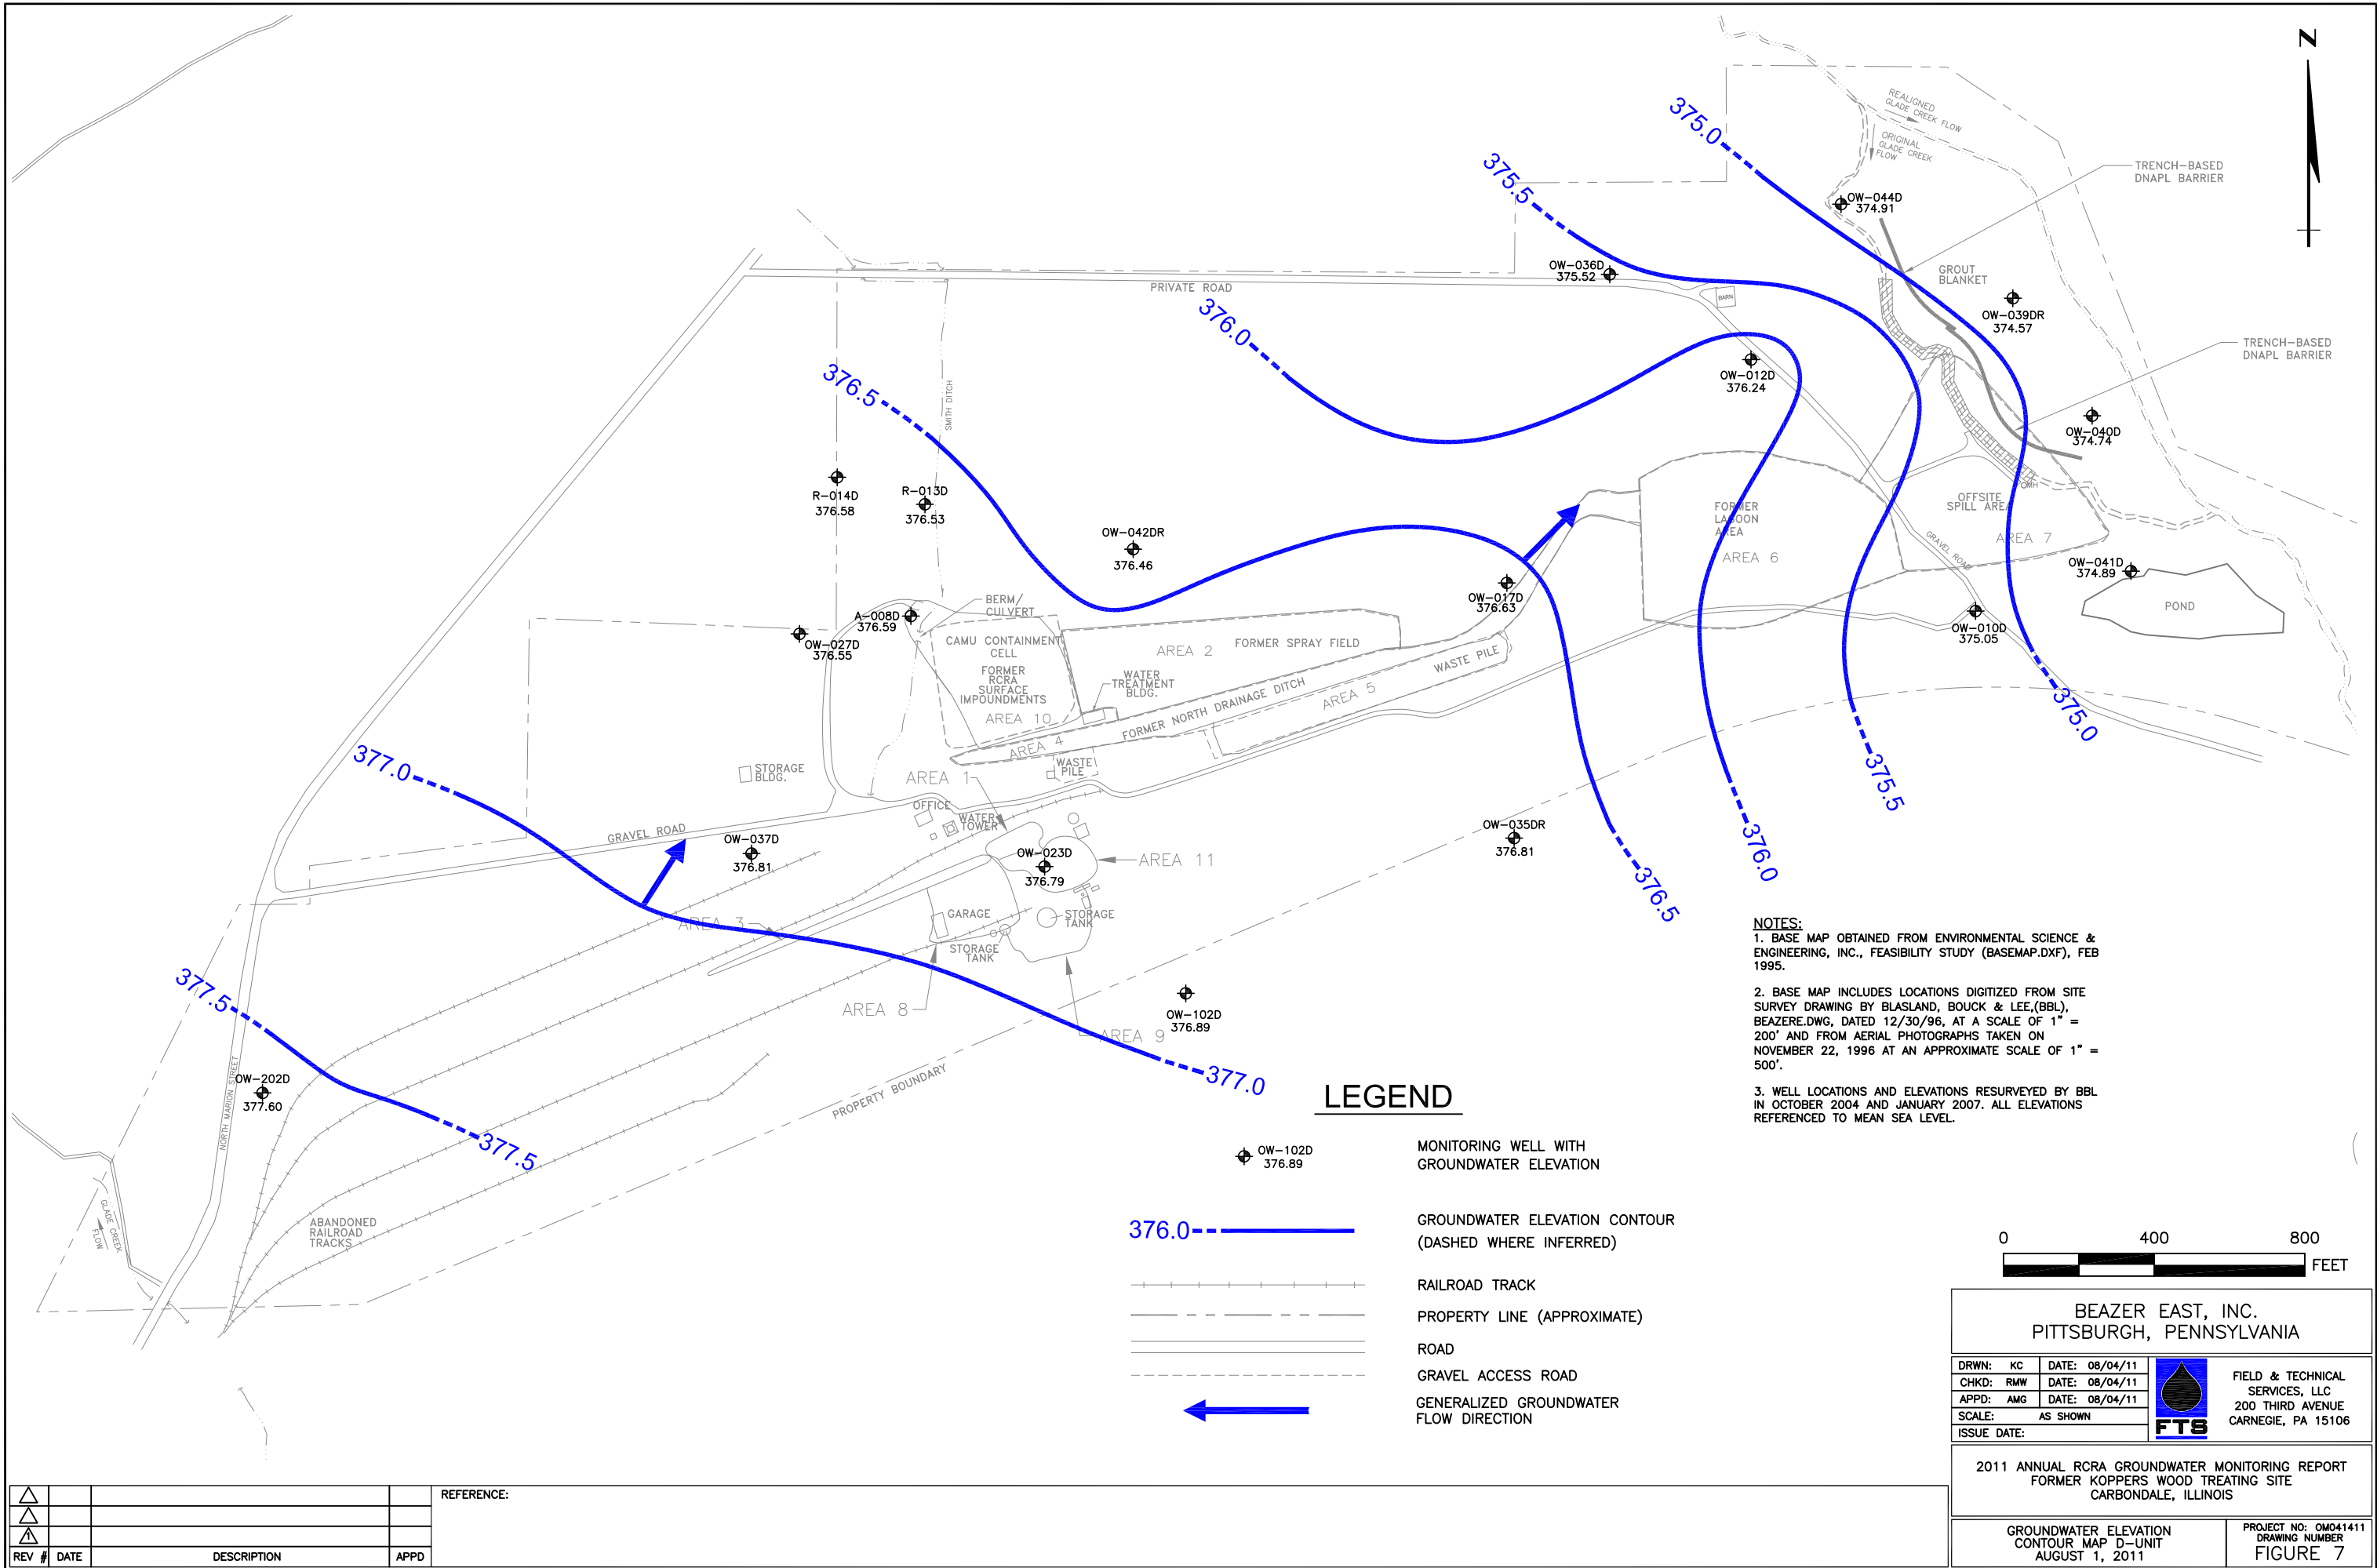 N
REALIGNED
GLADE CREEK FLOW
ORIGINAL
GLADE CREEK
FLOW
TRENCH-BASED
DNAPL BARRIER
375.0
375.5
OW-044D
374.91
OW-036D
375.52
PRIVATE ROAD
BARN
GROUT
BLANKET
OW-039DR
374.57
376.0
TRENCH-BASED
DNAPL BARRIER
376.5
SMITH DITCH
OW-012D
376.24
OW-040D
374.74
R-014D
376.58
R-013D
376.53
OW-042DR
376.46
OMH
FORMER
LAGOON
AREA
AREA 6
OFFSITE
SPILL AREA
AREA 7
GRAVEL ROAD
OW-041D
374.89
POND
OW-017D
376.63
OW-010D
375.05
BERM/
CULVERT
A-008D
376.59
OW-027D
376.55
CAMU CONTAINMENT
CELL
FORMER
RCRA
SURFACE
IMPOUNDMENTS
AREA 10
AREA 2
FORMER SPRAY FIELD
WATER
TREATMENT
BLDG.
WASTE PILE
AREA 5
FORMER NORTH DRAINAGE DITCH
AREA 4
WASTE
PILE
375.0
377.0
STORAGE
BLDG.
AREA 1
375.5
OFFICE
WATER
TOWER
GRAVEL ROAD
OW-037D
376.81
OW-023D
376.79
AREA 11
OW-035DR
376.81
376.0
376.5
AREA 3
GARAGE
STORAGE
TANK
STORAGE
TANK
377.5
AREA 8
AREA 9
OW-102D
376.89
377.0
PROPERTY BOUNDARY
NORTH MARION STREET
OW-202D
377.60
377.5
GLADE CREEK
FLOW
ABANDONED
RAILROAD
TRACKS
NOTES:
1. BASE MAP OBTAINED FROM ENVIRONMENTAL SCIENCE &
ENGINEERING, INC., FEASIBILITY STUDY (BASEMAP.DXF), FEB
1995.
2. BASE MAP INCLUDES LOCATIONS DIGITIZED FROM SITE
SURVEY DRAWING BY BLASLAND, BOUCK & LEE,(BBL),
BEAZERE.DWG, DATED 12/30/96, AT A SCALE OF 1" =
200' AND FROM AERIAL PHOTOGRAPHS TAKEN ON
NOVEMBER 22, 1996 AT AN APPROXIMATE SCALE OF 1" =
500'.
3. WELL LOCATIONS AND ELEVATIONS RESURVEYED BY BBL
IN OCTOBER 2004 AND JANUARY 2007. ALL ELEVATIONS
REFERENCED TO MEAN SEA LEVEL.
LEGEND
OW-102D
376.89
MONITORING WELL WITH
GROUNDWATER ELEVATION
376.0
GROUNDWATER ELEVATION CONTOUR
(DASHED WHERE INFERRED)
RAILROAD TRACK
PROPERTY LINE (APPROXIMATE)
ROAD
GRAVEL ACCESS ROAD
GENERALIZED GROUNDWATER
FLOW DIRECTION
0 400 800
FEET
BEAZER EAST, INC.
PITTSBURGH, PENNSYLVANIA
DRWN: KC DATE: 08/04/11
CHKD: RMW DATE: 08/04/11
APPD: AMG DATE: 08/04/11
SCALE: AS SHOWN
ISSUE DATE:
FTS
FIELD & TECHNICAL
SERVICES, LLC
200 THIRD AVENUE
CARNEGIE, PA 15106
2011 ANNUAL RCRA GROUNDWATER MONITORING REPORT
FORMER KOPPERS WOOD TREATING SITE
CARBONDALE, ILLINOIS
GROUNDWATER ELEVATION
CONTOUR MAP D-UNIT
AUGUST 1, 2011
PROJECT NO: OM041411
DRAWING NUMBER
FIGURE 7
REFERENCE:
1
REV # DATE DESCRIPTION APPD